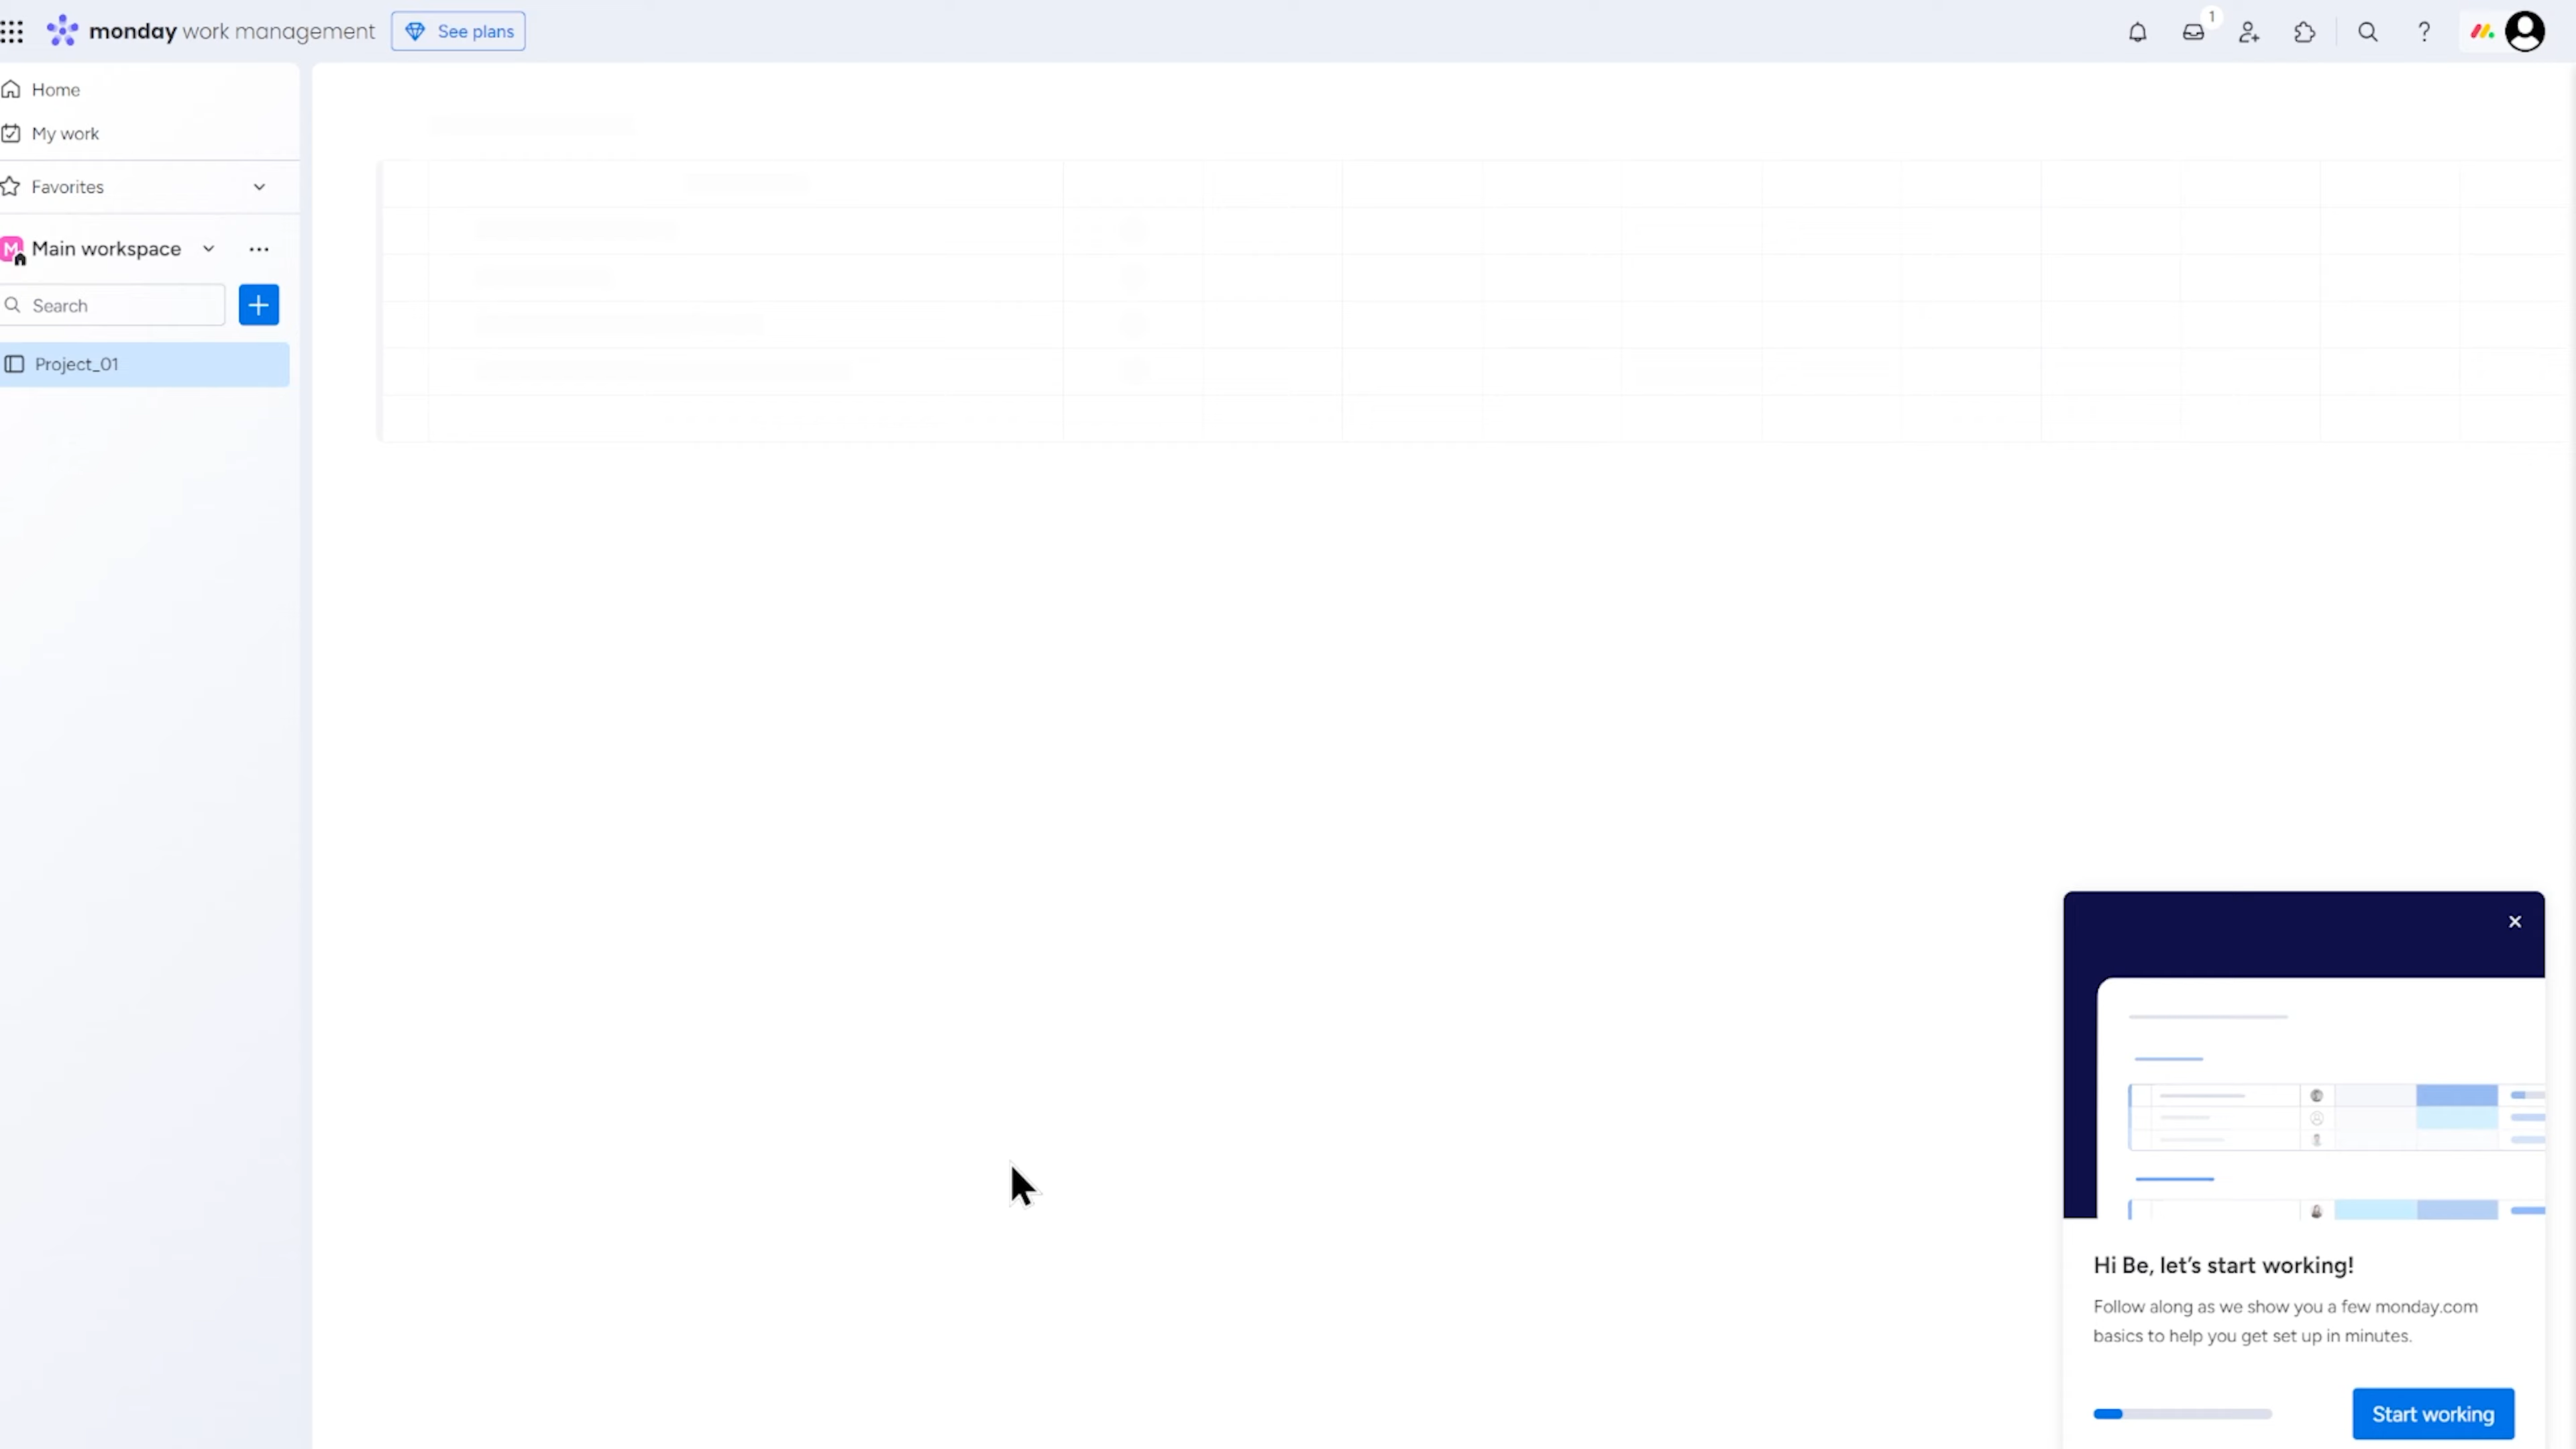 monday work management
See plans
1
Home
My work
Favorites
M
Main workspace
Search
Project_01
Hi Be, let's start working!
Follow along as we show you a few monday.com
basics to help you get set up in minutes.
Start working